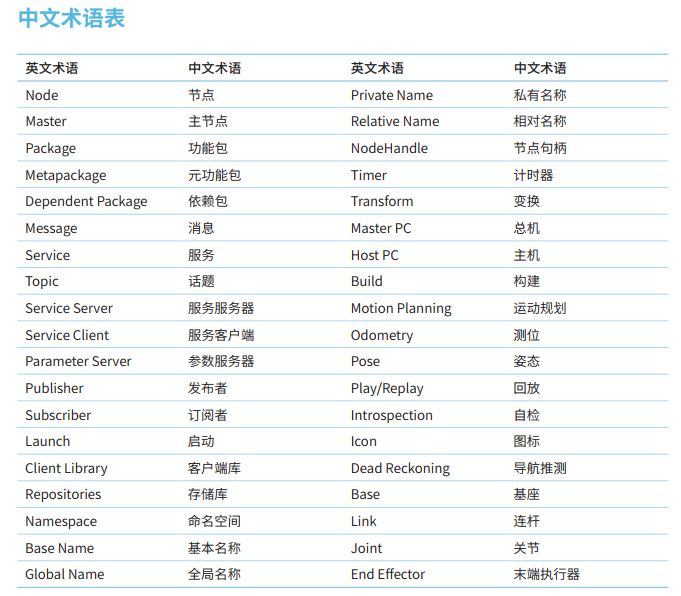 中文术语表
英文术语 中文术语 英文术语 中文术语
Node 节点 Private Name 私有名称
Master 主节点 Relative Name 相对名称
Package 功能包 NodeHandle 节点句柄
Metapackage 元功能包 Timer 计时器
Dependent Package 依赖包 Transform 变换
Message 消息 Master PC 总机
Service 服务 Host PC 主机
Topic 话题 Build 构建
Service Server 服务服务器 Motion Planning 运动规划
Service Client 服务客户端 Odometry 测位
Parameter Server 参数服务器 Pose 姿态
Publisher 发布者 Play/Replay 回放
Subscriber 订阅者 Introspection 自检
Launch 启动 Icon 图标
Client Library 客户端库 Dead Reckoning 导航推测
Repositories 存储库 Base 基座
Namespace 命名空间 Link 连杆
Base Name 基本名称 Joint 关节
Global Name 全局名称 End Effector 末端执行器